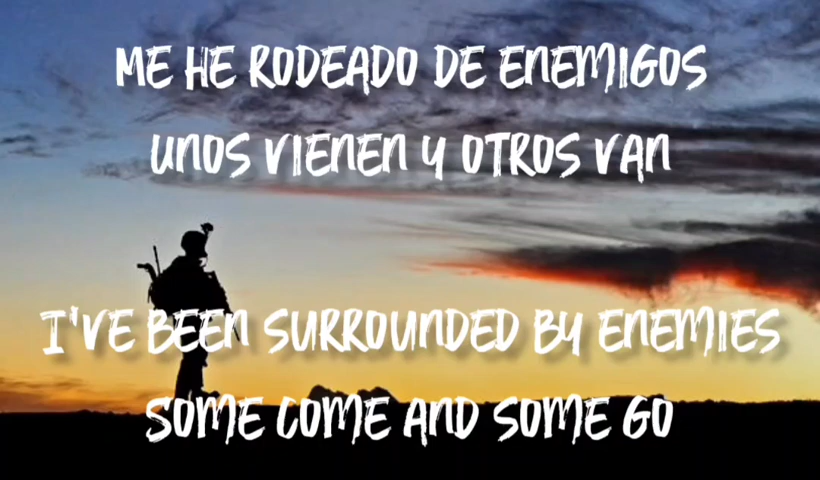 ME HE RODEADO DE ENEMIGOS
UNOS VIENEN Y OTROS VAN
I'VE BEEN SURROUNDED BY ENEMIES
SOME COME AND SOME GO